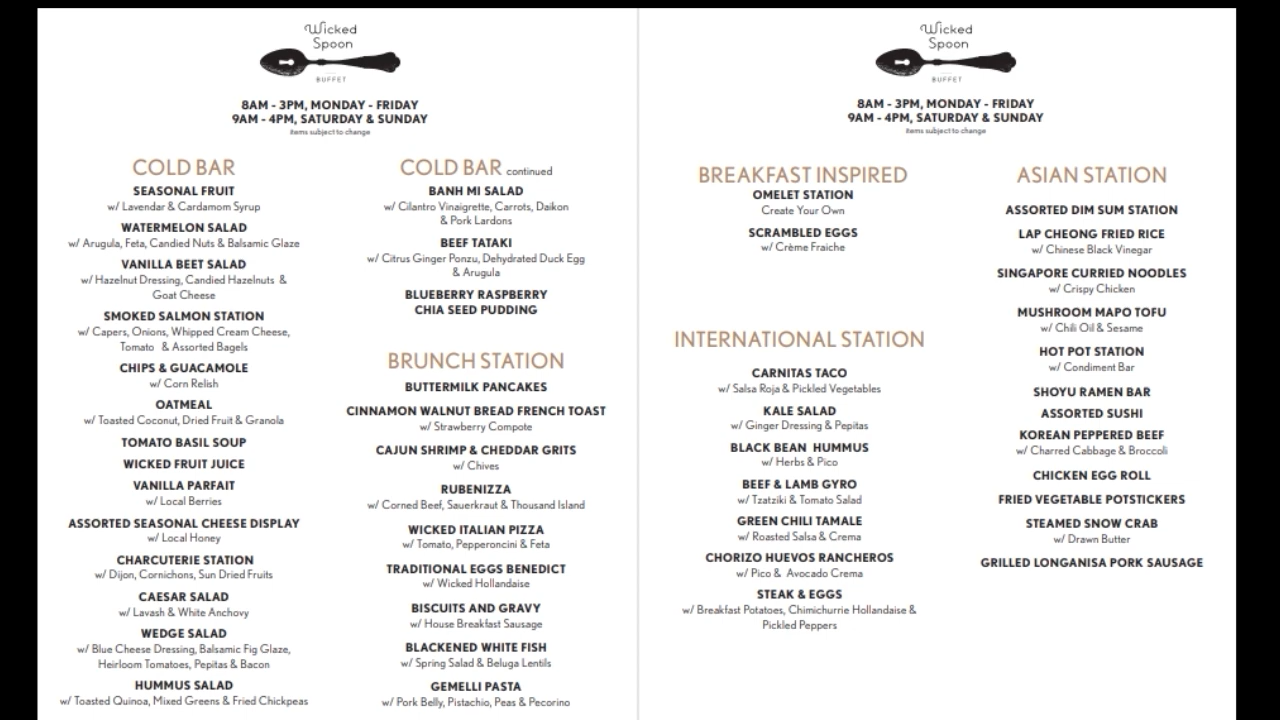 Wicked
Spoon
BUFFET
8AM - 3PM, MONDAY - FRIDAY
9AM - 4PM, SATURDAY & SUNDAY
items subject to change
COLD BAR
SEASONAL FRUIT
w/ Lavendar & Cardamom Syrup
WATERMELON SALAD
w/ Arugula, Feta, Candied Nuts & Balsamic Glaze
VANILLA BEET SALAD
w/ Hazelnut Dressing, Candied Hazelnuts &
Goat Cheese
SMOKED SALMON STATION
w/ Capers, Onions, Whipped Cream Cheese,
Tomato & Assorted Bagels
CHIPS & GUACAMOLE
w/ Corn Relish
OATMEAL
w/ Toasted Coconut, Dried Fruit & Granola
TOMATO BASIL SOUP
WICKED FRUIT JUICE
VANILLA PARFAIT
w/ Local Berries
ASSORTED SEASONAL CHEESE DISPLAY
w/ Local Honey
CHARCUTERIE STATION
w/ Dijon, Cornichons, Sun Dried Fruits
CAESAR SALAD
w/ Lavash & White Anchovy
WEDGE SALAD
w/ Blue Cheese Dressing, Balsamic Fig Glaze,
Heirloom Tomatoes, Pepitas & Bacon
HUMMUS SALAD
w/ Toasted Quinoa, Mixed Greens & Fried Chickpeas
COLD BAR continued
BANH MI SALAD
w/ Cilantro Vinaigrette, Carrots, Daikon
& Pork Lardons
BEEF TATAKI
w/ Citrus Ginger Ponzu, Dehydrated Duck Egg
& Arugula
BLUEBERRY RASPBERRY
CHIA SEED PUDDING
BRUNCH STATION
BUTTERMILK PANCAKES
CINNAMON WALNUT BREAD FRENCH TOAST
w/ Strawberry Compote
CAJUN SHRIMP & CHEDDAR GRITS
w/ Chives
RUBENIZZA
w/ Corned Beef, Sauerkraut & Thousand Island
WICKED ITALIAN PIZZA
w/ Tomato, Pepperoncini & Feta
TRADITIONAL EGGS BENEDICT
w/ Wicked Hollandaise
BISCUITS AND GRAVY
w/ House Breakfast Sausage
BLACKENED WHITE FISH
w/ Spring Salad & Beluga Lentils
GEMELLI PASTA
w/ Pork Belly, Pistachio, Peas & Pecorino
Wicked
Spoon
BUFFET
8AM - 3PM, MONDAY - FRIDAY
9AM - 4PM, SATURDAY & SUNDAY
items subject to change
BREAKFAST INSPIRED
OMELET STATION
Create Your Own
SCRAMBLED EGGS
w/ Crème Fraiche
INTERNATIONAL STATION
CARNITAS TACO
w/ Salsa Roja & Pickled Vegetables
KALE SALAD
w/ Ginger Dressing & Pepitas
BLACK BEAN HUMMUS
w/ Herbs & Pico
BEEF & LAMB GYRO
w/ Tzatziki & Tomato Salad
GREEN CHILI TAMALE
w/ Roasted Salsa & Crema
CHORIZO HUEVOS RANCHEROS
w/ Pico & Avocado Crema
STEAK & EGGS
w/ Breakfast Potatoes, Chimichurrie Hollandaise &
Pickled Peppers
ASIAN STATION
ASSORTED DIM SUM STATION
LAP CHEONG FRIED RICE
w/ Chinese Black Vinegar
SINGAPORE CURRIED NOODLES
w/ Crispy Chicken
MUSHROOM MAPO TOFU
w/ Chili Oil & Sesame
HOT POT STATION
w/ Condiment Bar
SHOYU RAMEN BAR
ASSORTED SUSHI
KOREAN PEPPERED BEEF
w/ Charred Cabbage & Broccoli
CHICKEN EGG ROLL
FRIED VEGETABLE POTSTICKERS
STEAMED SNOW CRAB
w/ Drawn Butter
GRILLED LONGANISA PORK SAUSAGE